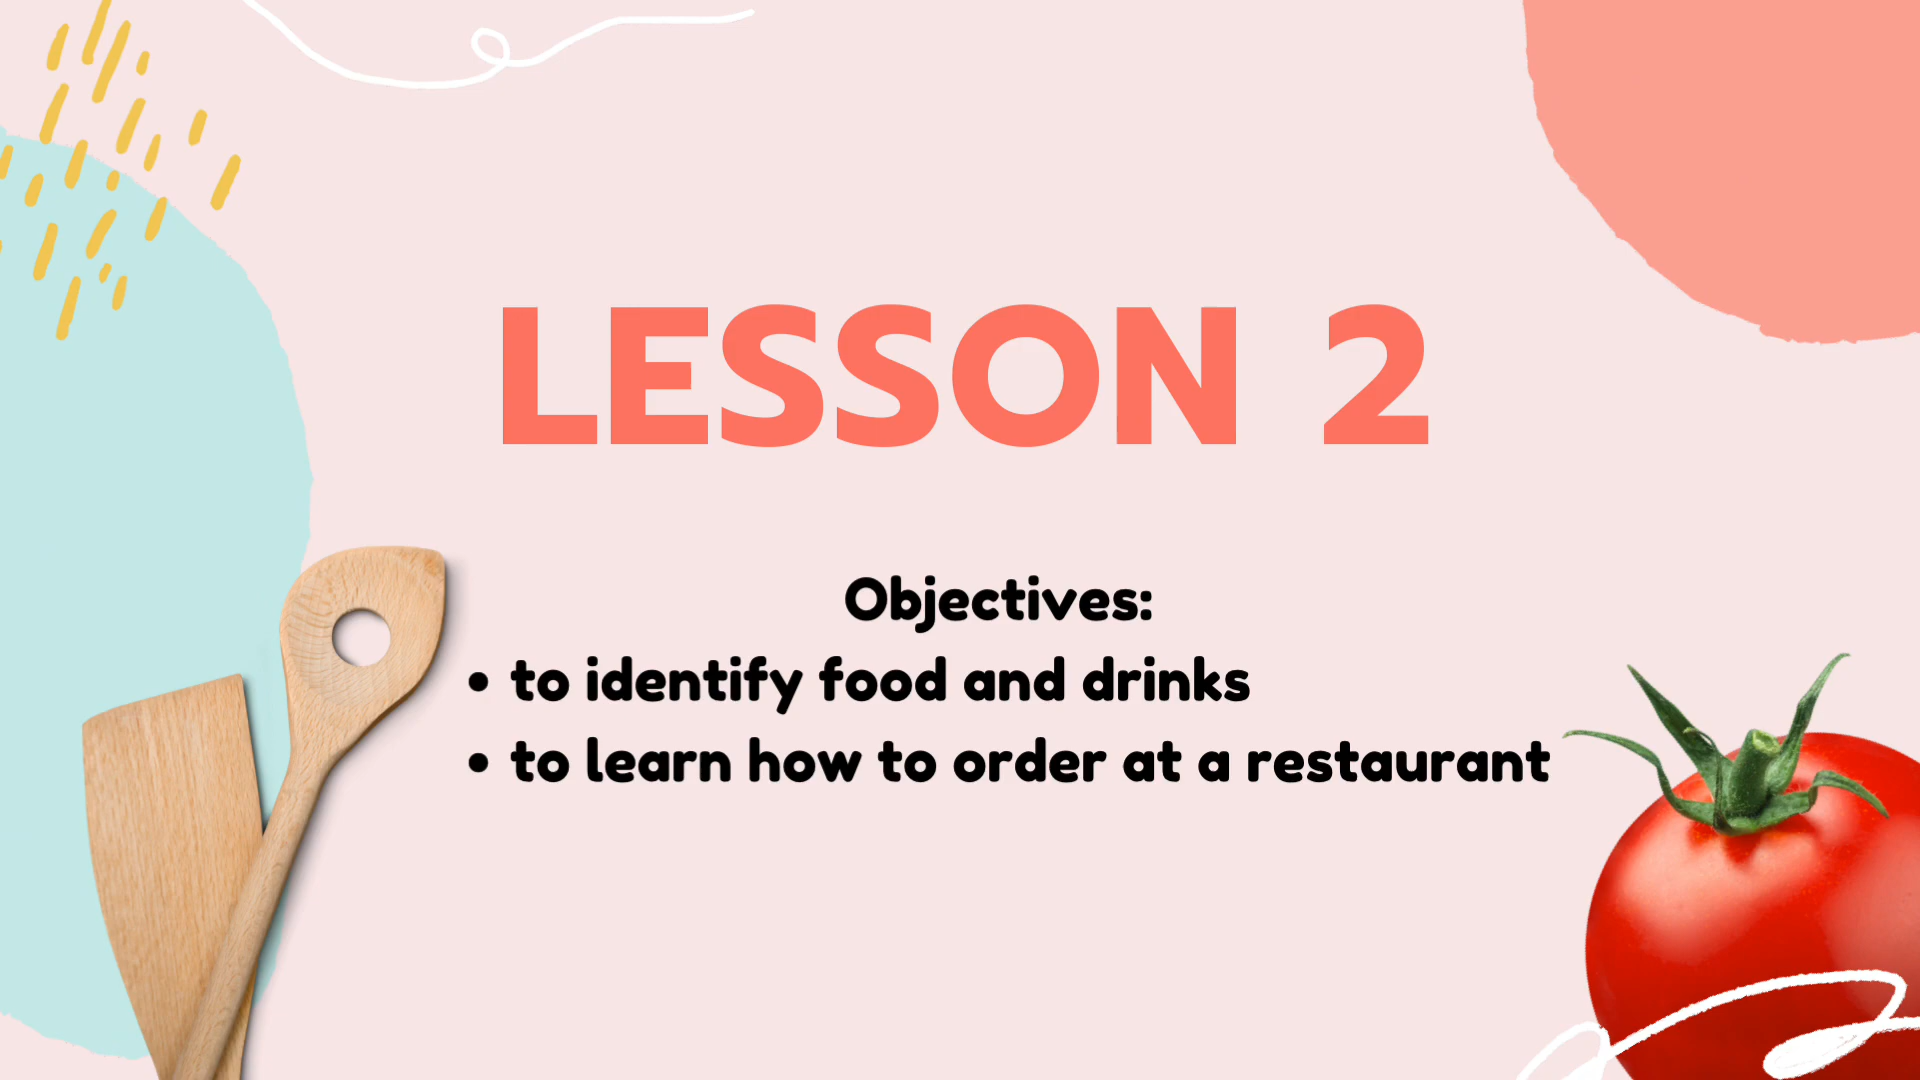 LESSON 2
Objectives:
• to identify food and drinks
• to learn how to order at a restaurant